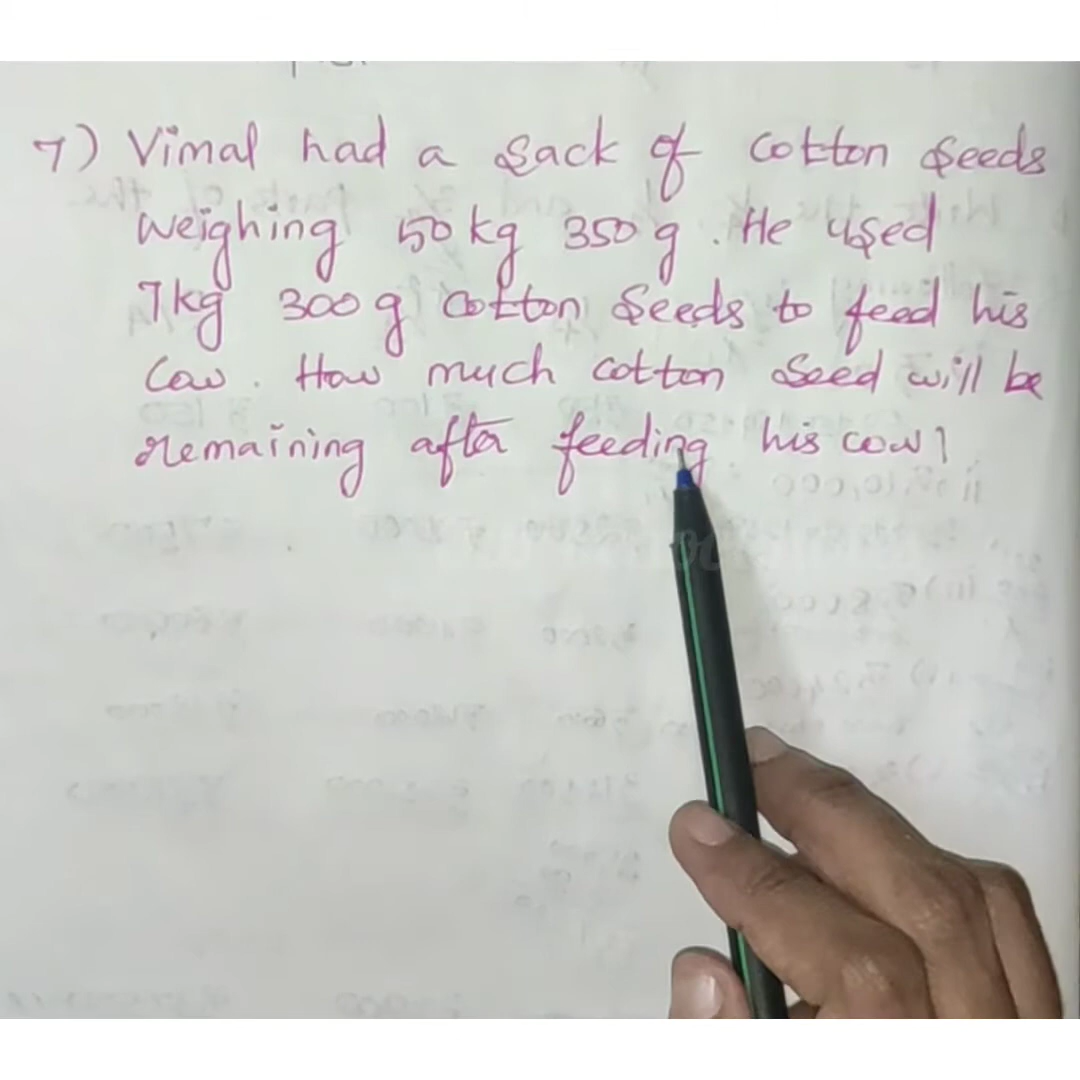 7) Vimal had a sack of cotton seeds
weighing 50 kg 350 g. He used
7kg 300 g cotton seeds to feed his
Cow. How much cotton seed will be
remaining after feeding his cow?